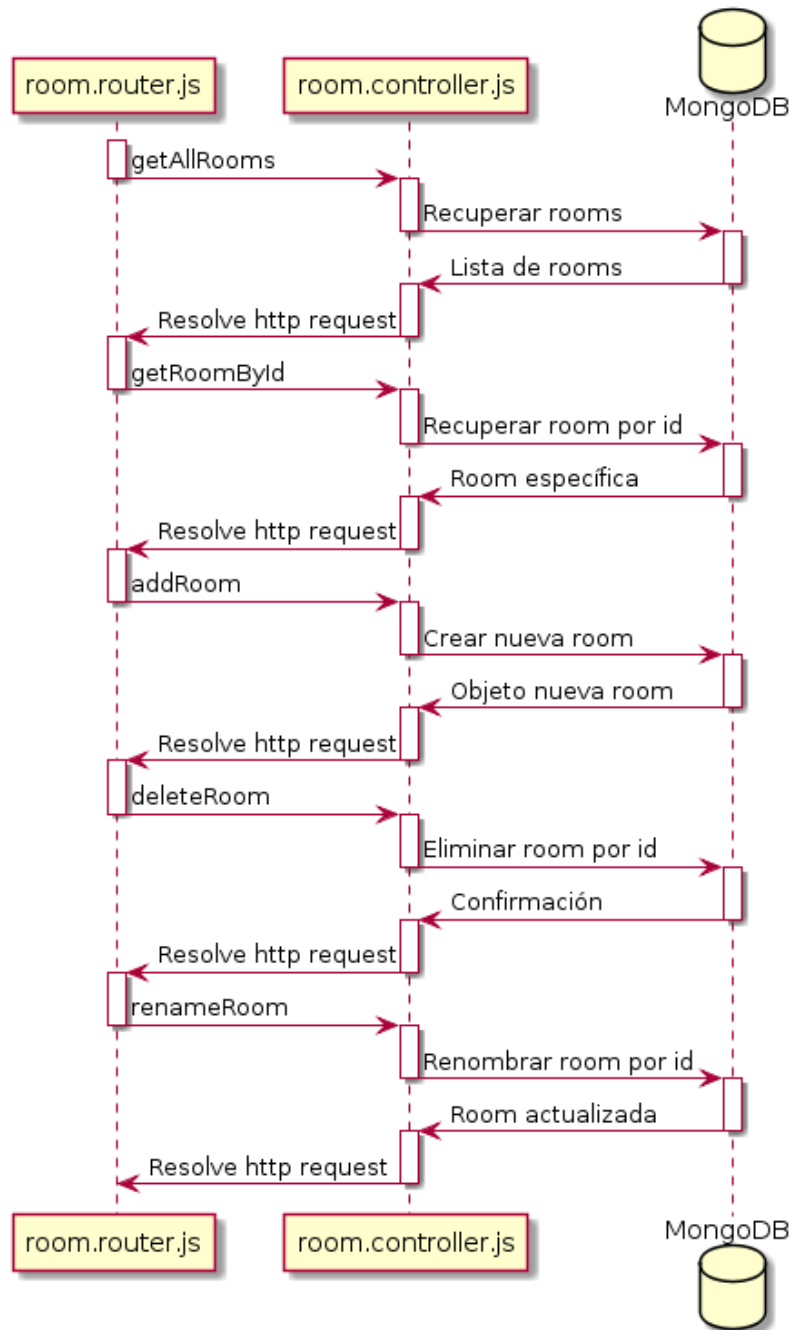 room.router.js
room.controller.js
MongoDB
getAllRooms
Recuperar rooms
Lista de rooms
Resolve http request
getRoomById
Recuperar room por id
Room específica
Resolve http request
addRoom
Crear nueva room
Objeto nueva room
Resolve http request
deleteRoom
Eliminar room por id
Confirmación
Resolve http request
renameRoom
Renombrar room por id
Room actualizada
Resolve http request
room.router.js
room.controller.js
MongoDB